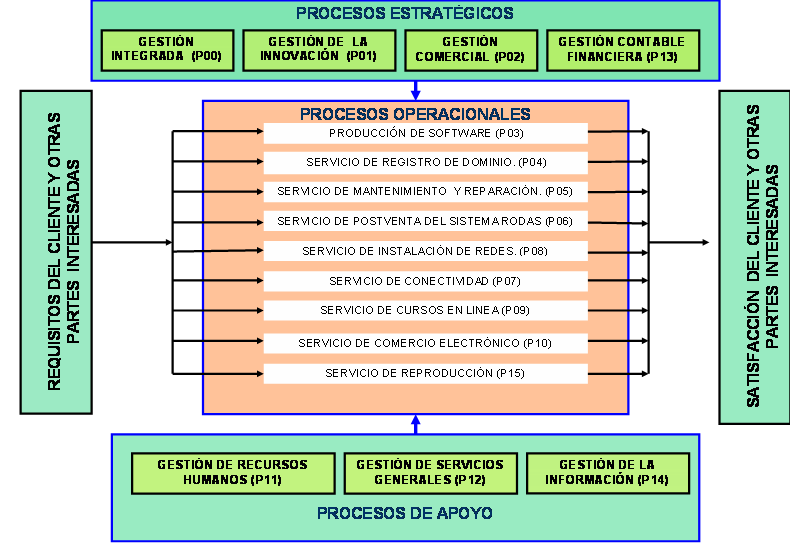 PROCESOS ESTRATÉGICOS
GESTIÓN
INTEGRADA (P00)
GESTIÓN DE LA
INNOVACIÓN (P01)
GESTIÓN
COMERCIAL (P02)
GESTIÓN CONTABLE
FINANCIERA (P13)
REQUISITOS DEL CLIENTE Y OTRAS
PARTES INTERESADAS
PROCESOS OPERACIONALES
PRODUCCIÓN DE SOFTWARE (P03)
SERVICIO DE REGISTRO DE DOMINIO. (P04)
SERVICIO DE MANTENIMIENTO Y REPARACIÓN. (P05)
SERVICIO DE POSTVENTA DEL SISTEMA RODAS (P06)
SERVICIO DE INSTALACIÓN DE REDES. (P08)
SERVICIO DE CONECTIVIDAD (P07)
SERVICIO DE CURSOS EN LINEA (P09)
SERVICIO DE COMERCIO ELECTRÓNICO (P10)
SERVICIO DE REPRODUCCIÓN (P15)
SATISFACCIÓN DEL CLIENTE Y OTRAS
PARTES INTERESADAS
GESTIÓN DE RECURSOS
HUMANOS (P11)
GESTIÓN DE SERVICIOS
GENERALES (P12)
GESTIÓN DE LA
INFORMACIÓN (P14)
PROCESOS DE APOYO